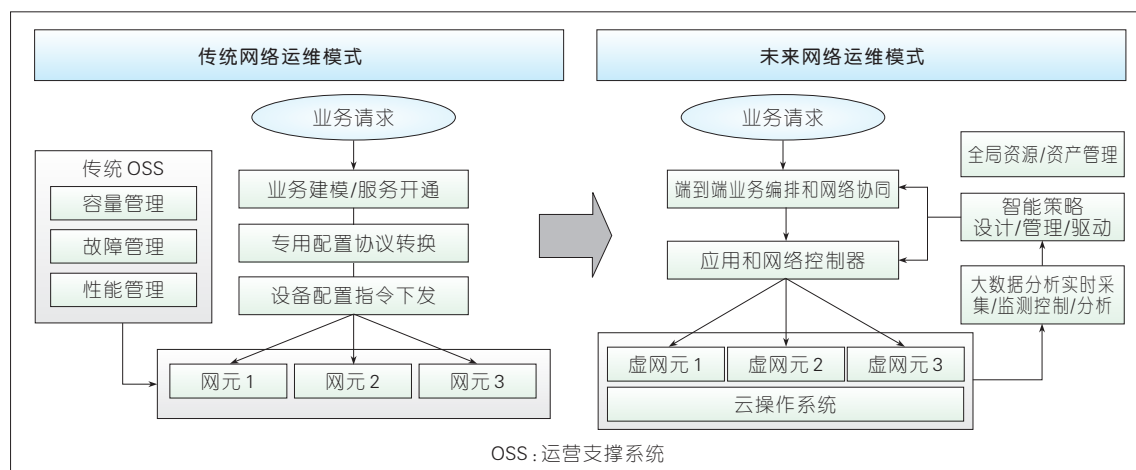 传统网络运维模式
业务请求
传统 OSS
容量管理
故障管理
性能管理
业务建模/服务开通
专用配置协议转换
设备配置指令下发
网元 1
网元 2
网元 3
未来网络运维模式
业务请求
端到端业务编排和网络协同
应用和网络控制器
全局资源/资产管理
智能策略
设计/管理/驱动
大数据分析实时采
集/监测控制/分析
虚网元 1
虚网元 2
虚网元 3
云操作系统
OSS : 运营支撑系统